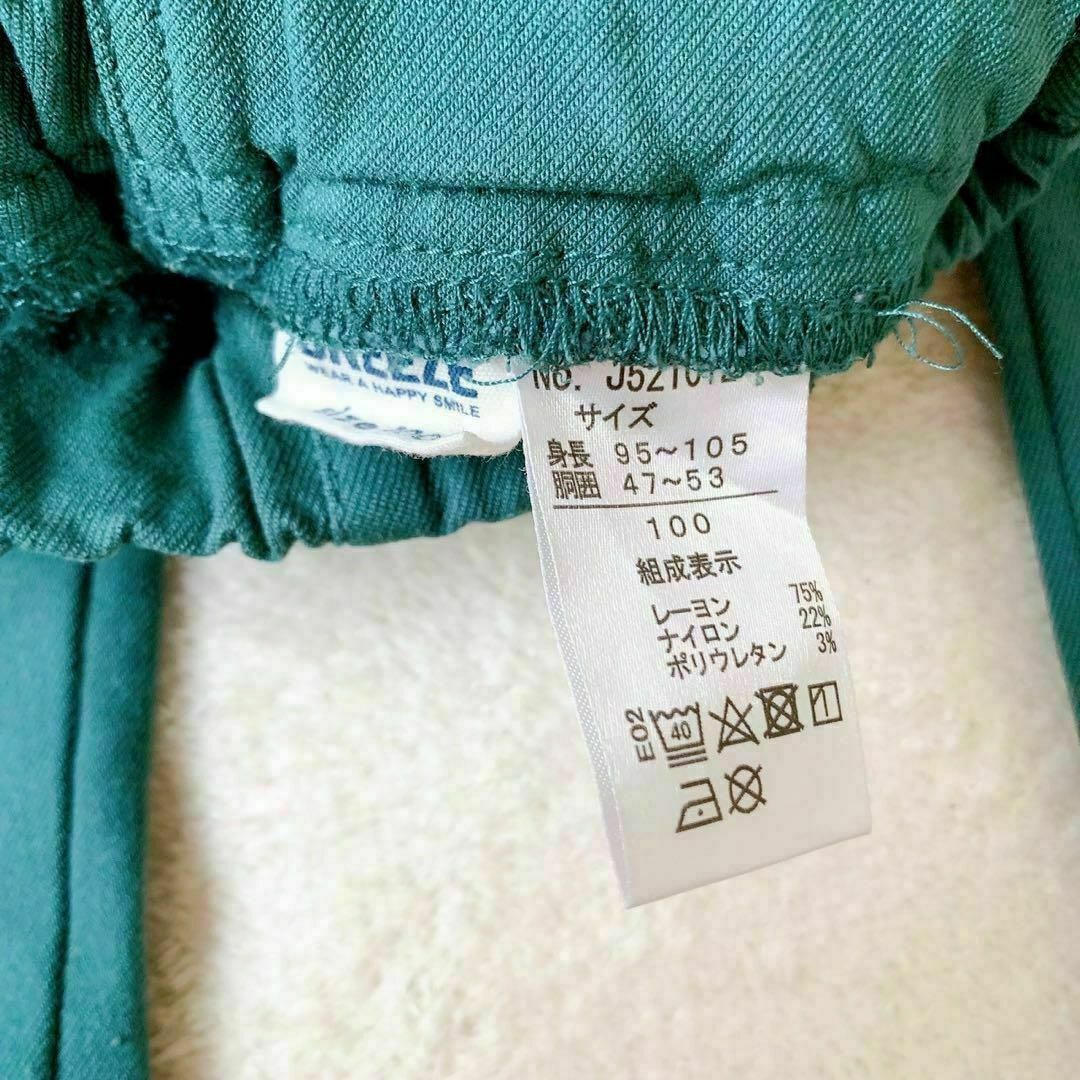 WEAR A HAPPY SMILE
No.
サイズ
身長 95～105
胴囲 47～53
100
組成表示
レーヨン 75%
ナイロン 22%
ポリウレタン 3%
E02
40